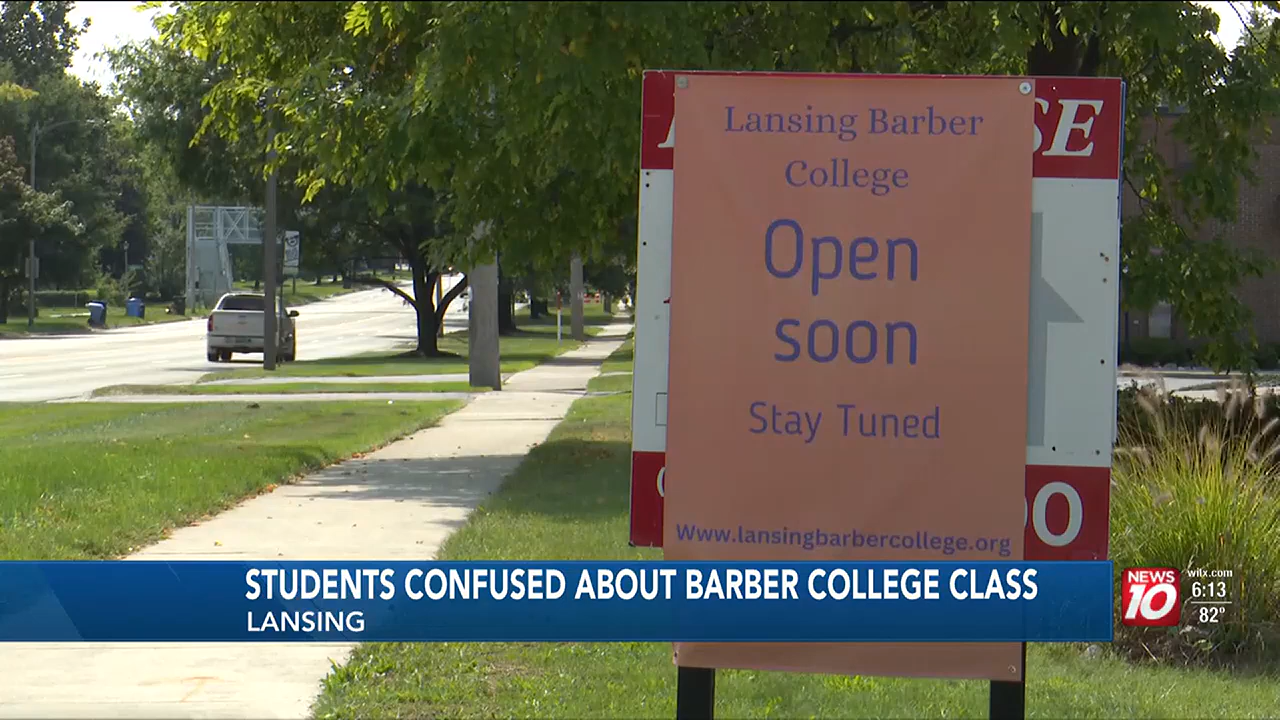 SE
Lansing Barber
College
Open
soon
Stay Tuned
Www.lansingbarbercollege.org
00
STUDENTS CONFUSED ABOUT BARBER COLLEGE CLASS
LANSING
NEWS
10
wilx.com
6:13
82°